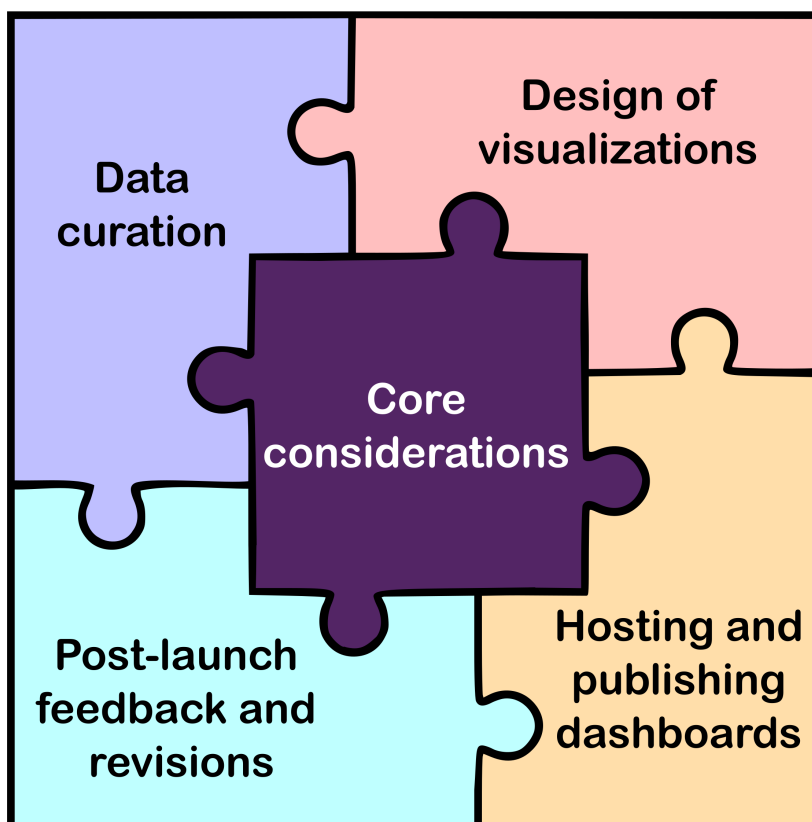 Design of
visualizations
Data
curation
Core
considerations
Post-launch
feedback and
revisions
Hosting and
publishing
dashboards